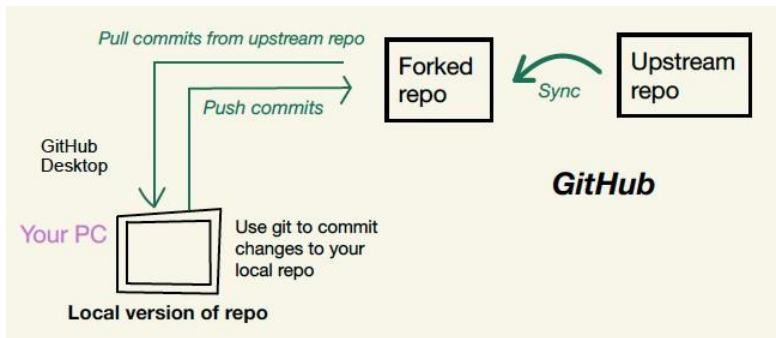 Pull commits from upstream repo
Forked
repo
Upstream
repo
Sync
Push commits
GitHub
Desktop
GitHub
Your PC
Use git to commit
changes to your
local repo
Local version of repo